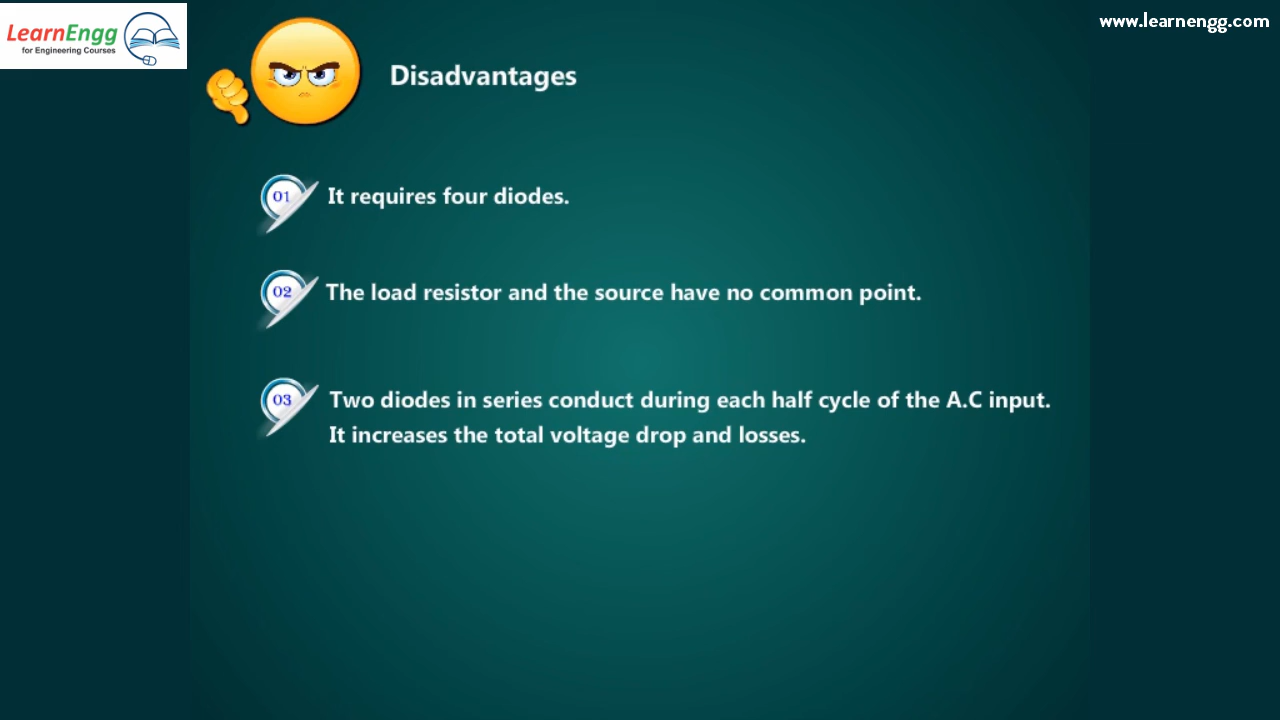 LearnEngg
for Engineering Courses
www.learnengg.com
Disadvantages
01 It requires four diodes.
02 The load resistor and the source have no common point.
03 Two diodes in series conduct during each half cycle of the A.C input.
It increases the total voltage drop and losses.